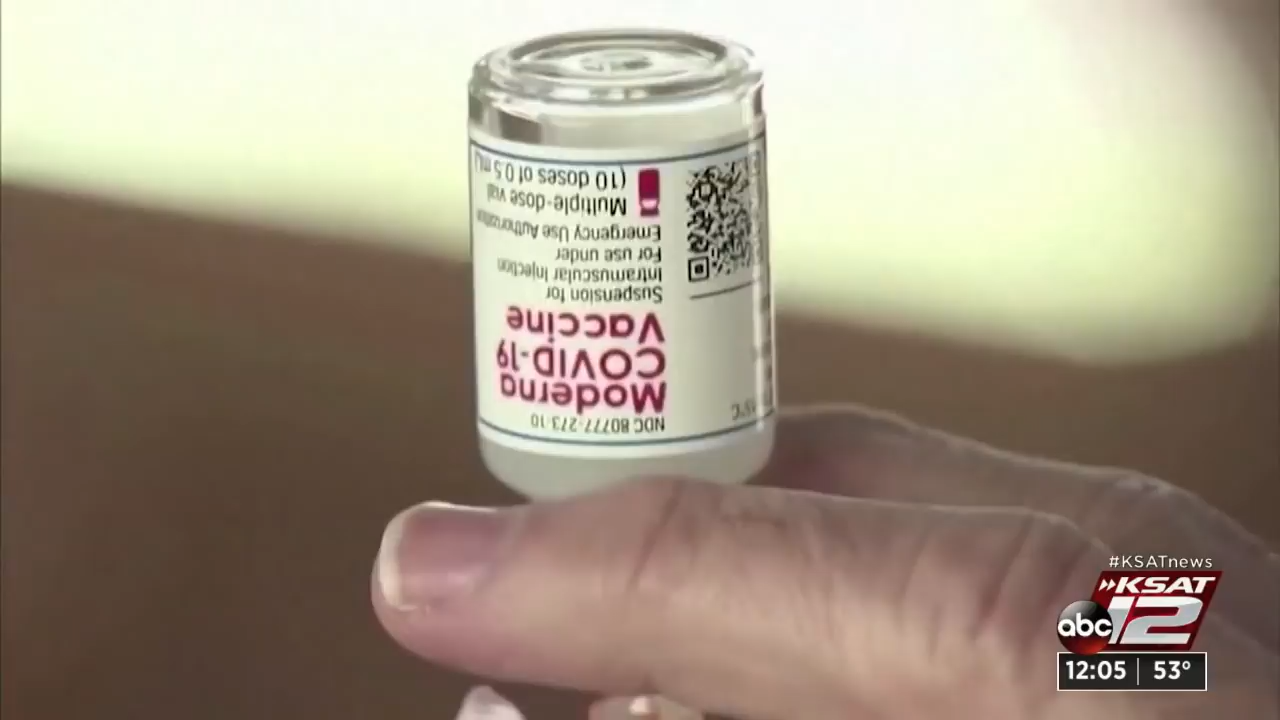 NDC 80777-273-10
Moderna
COVID-19
Vaccine
Suspension for
Intramuscular Injection
For use under
Emergency Use Authorization
Multiple-dose vial
(10 doses of 0.5 mL)
15°C
#KSATnews
KSAT
abc 12
12:05 53°